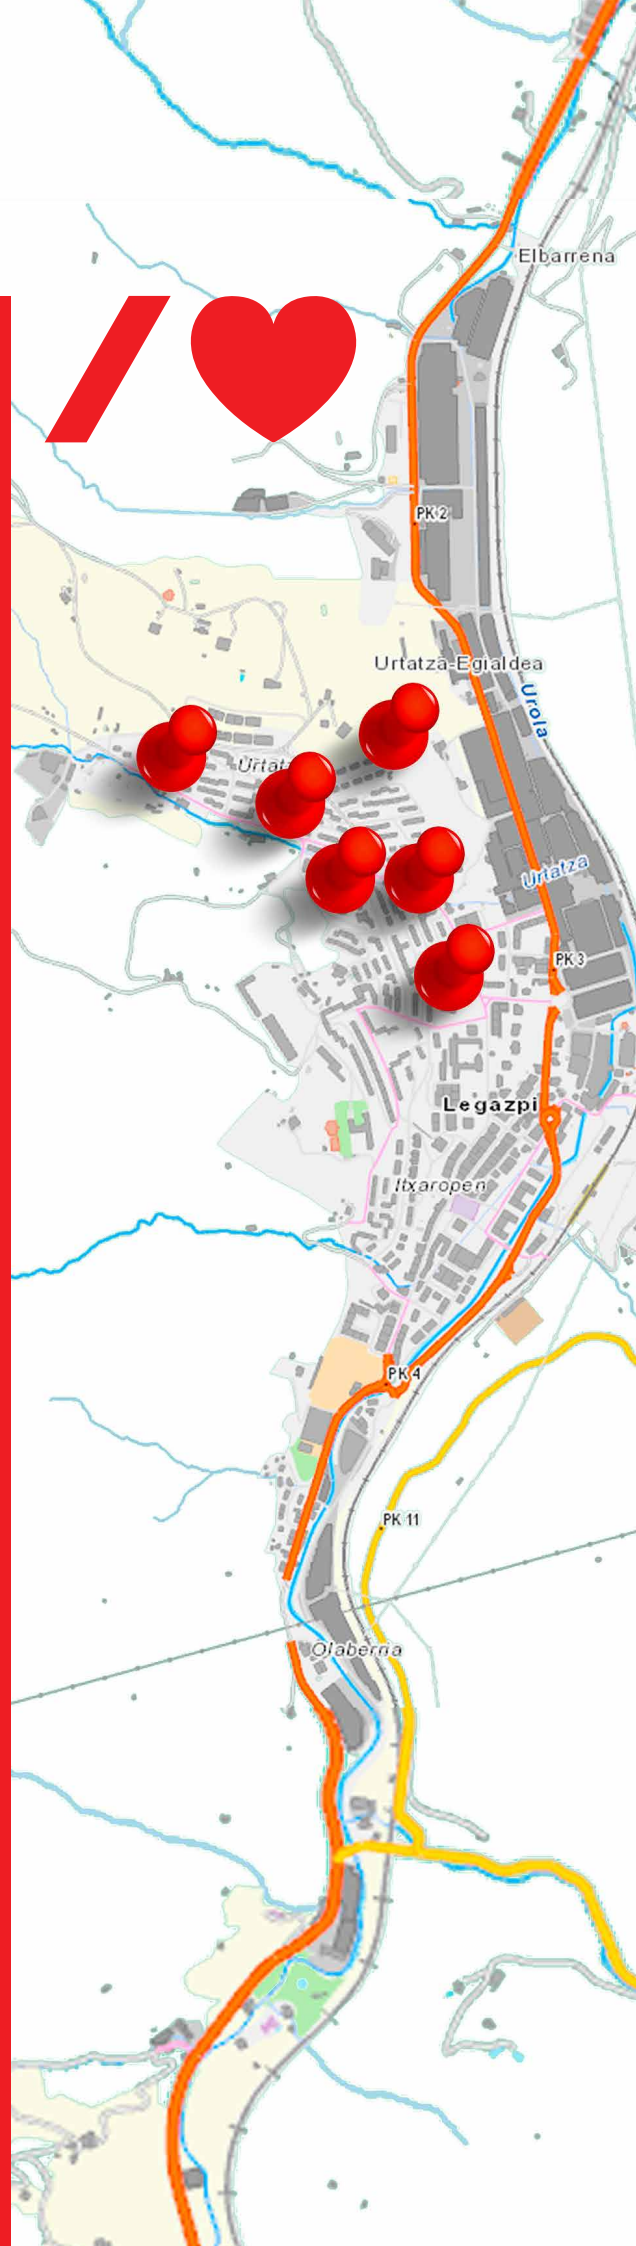 Elbarrena
PK 2
Urtatza-Egialdea
Urola
Urtatza
PK 3
Legazpi
Itxaropen
PK 4
PK 11
Olaberria